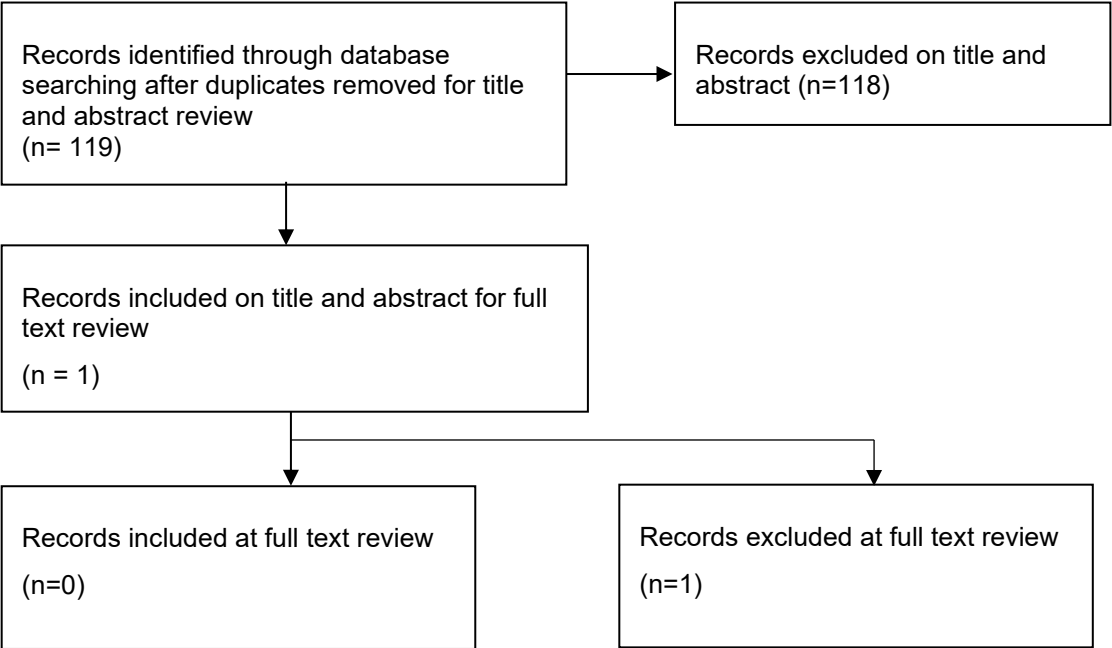 Records identified through database
searching after duplicates removed for title
and abstract review
(n= 119)
Records excluded on title and
abstract (n=118)
Records included on title and abstract for full
text review
(n = 1)
Records included at full text review
(n=0)
Records excluded at full text review
(n=1)